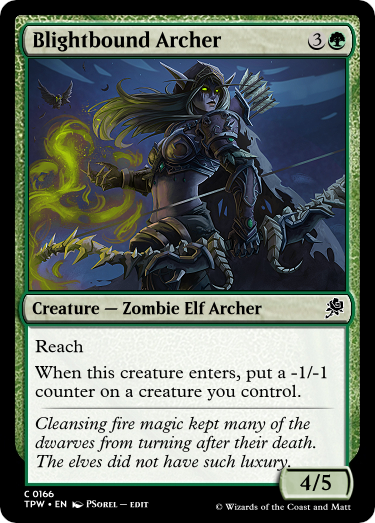 Blightbound Archer 3
Creature — Zombie Elf Archer
Reach
When this creature enters, put a -1/-1
counter on a creature you control.
Cleansing fire magic kept many of the
dwarves from turning after their death.
The elves did not have such luxury.
4/5
C 0166
TPW • EN PSorel — edit
© Wizards of the Coast and Matt